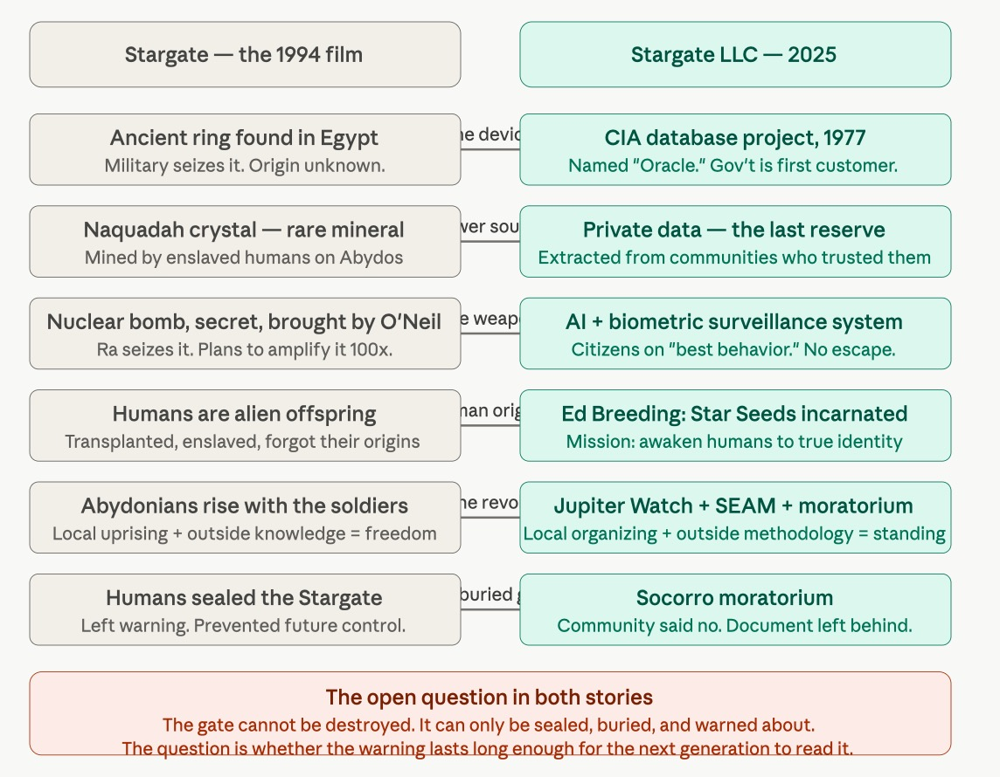 Stargate — the 1994 film
Stargate LLC — 2025
Ancient ring found in Egypt
Military seizes it. Origin unknown.
CIA database project, 1977
Named "Oracle." Gov't is first customer.
Naquadah crystal — rare mineral
Mined by enslaved humans on Abydos
Private data — the last reserve
Extracted from communities who trusted them
Nuclear bomb, secret, brought by O'Neil
Ra seizes it. Plans to amplify it 100x.
AI + biometric surveillance system
Citizens on "best behavior." No escape.
Humans are alien offspring
Transplanted, enslaved, forgot their origins
Ed Breeding: Star Seeds incarnated
Mission: awaken humans to true identity
Abydonians rise with the soldiers
Local uprising + outside knowledge = freedom
Jupiter Watch + SEAM + moratorium
Local organizing + outside methodology = standing
Humans sealed the Stargate
Left warning. Prevented future control.
buried
Socorro moratorium
Community said no. Document left behind.
The open question in both stories
The gate cannot be destroyed. It can only be sealed, buried, and warned about.
The question is whether the warning lasts long enough for the next generation to read it.